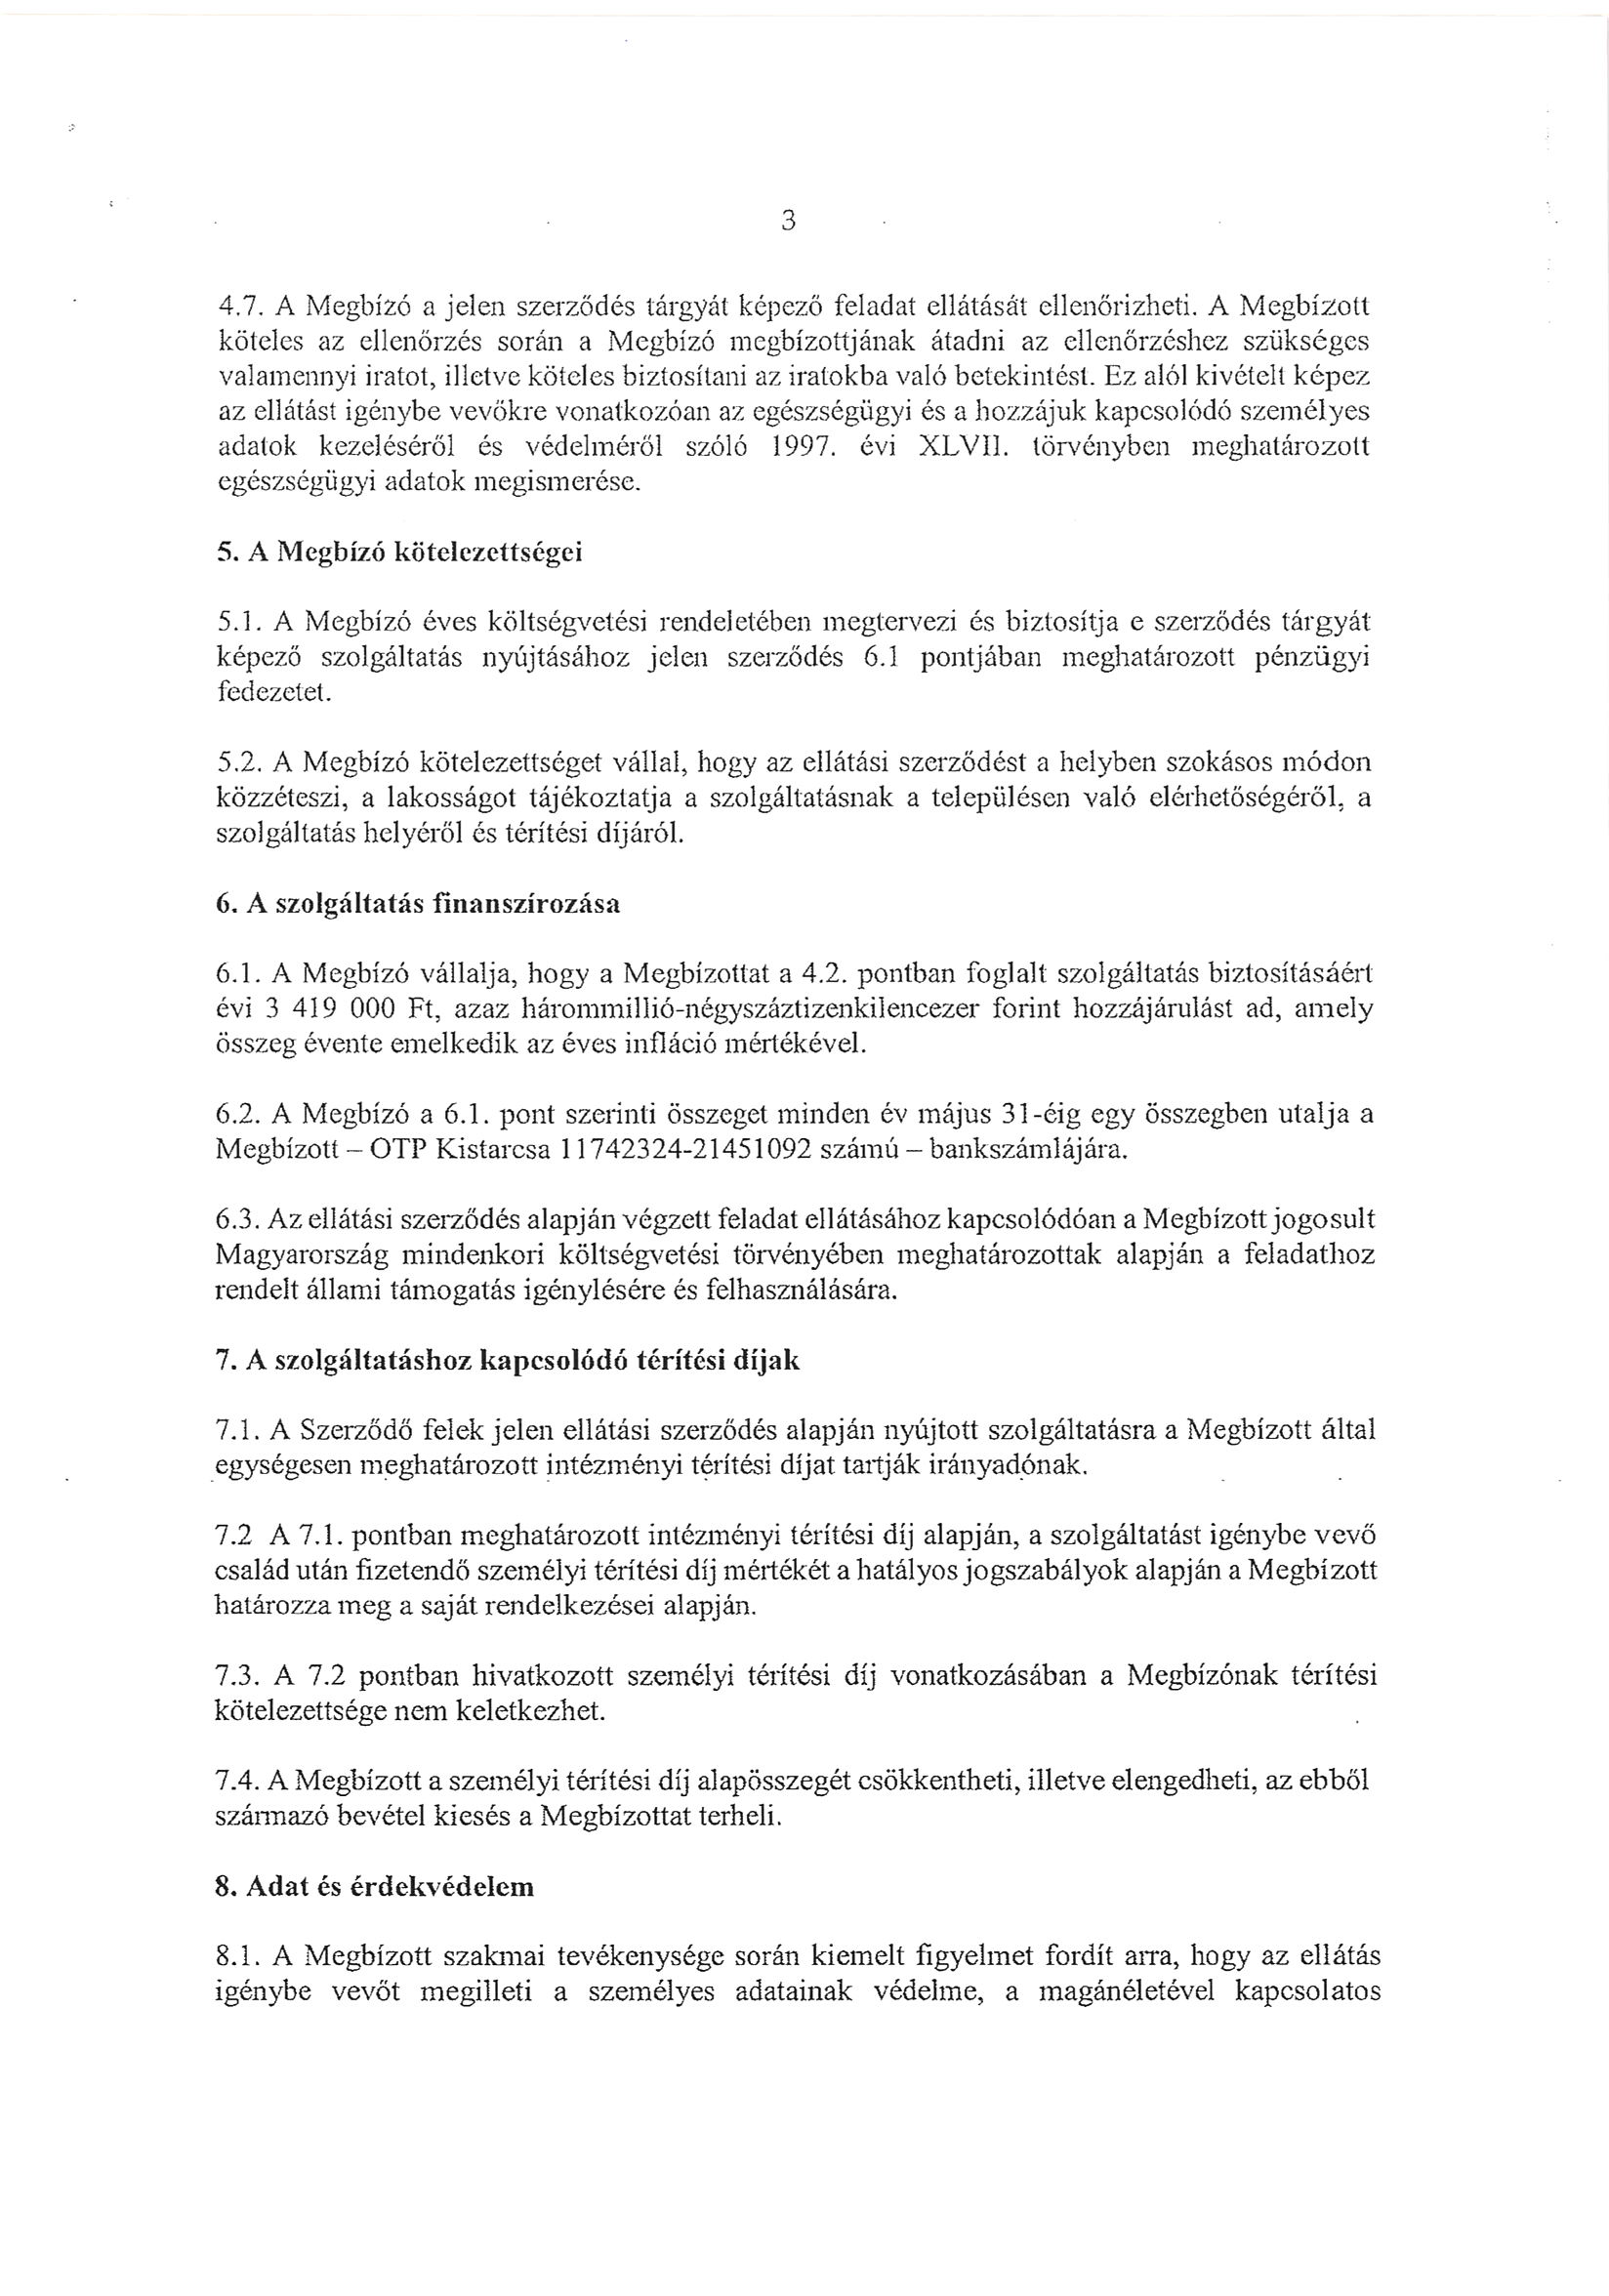 3
4.7. A Megbízó a jelen szerződés tárgyát képező feladat ellátását ellenőrizheti. A Megbízott
köteles az ellenőrzés során a Megbízó megbízottjának átadni az ellenőrzéshez szükséges
valamennyi iratot, illetve köteles biztosítani az iratokba való betekintést. Ez alól kivételt képez
az ellátást igénybe vevőkre vonatkozóan az egészségügyi és a hozzájuk kapcsolódó személyes
adatok kezeléséről és védelméről szóló 1997. évi XLVII. törvényben meghatározott
egészségügyi adatok megismerése.
5. A Megbízó kötelezettségei
5.1. A Megbízó éves költségvetési rendeletében megtervezi és biztosítja e szerződés tárgyát
képező szolgáltatás nyújtásához jelen szerződés 6.1 pontjában meghatározott pénzügyi
fedezetet.
5.2. A Megbízó kötelezettséget vállal, hogy az ellátási szerződést a helyben szokásos módon
közzéteszi, a lakosságot tájékoztatja a szolgáltatásnak a településen való elérhetőségéről, a
szolgáltatás helyéről és térítési díjáról.
6. A szolgáltatás finanszírozása
6.1. A Megbízó vállalja, hogy a Megbízottat a 4.2. pontban foglalt szolgáltatás biztosításáért
évi 3 419 000 Ft, azaz hárommillió-négyszáztizenkilencezer forint hozzájárulást ad, amely
összeg évente emelkedik az éves infláció mértékével.
6.2. A Megbízó a 6.1. pont szerinti összeget minden év május 31-éig egy összegben utalja a
Megbízott – OTP Kistarcsa 11742324-21451092 számú – bankszámlájára.
6.3. Az ellátási szerződés alapján végzett feladat ellátásához kapcsolódóan a Megbízott jogosult
Magyarország mindenkori költségvetési törvényében meghatározottak alapján a feladathoz
rendelt állami támogatás igénylésére és felhasználására.
7. A szolgáltatáshoz kapcsolódó térítési díjak
7.1. A Szerződő felek jelen ellátási szerződés alapján nyújtott szolgáltatásra a Megbízott által
egységesen meghatározott intézményi térítési díjat tartják irányadónak.
7.2 A 7.1. pontban meghatározott intézményi térítési díj alapján, a szolgáltatást igénybe vevő
család után fizetendő személyi térítési díj mértékét a hatályos jogszabályok alapján a Megbízott
határozza meg a saját rendelkezései alapján.
7.3. A 7.2 pontban hivatkozott személyi térítési díj vonatkozásában a Megbízónak térítési
kötelezettsége nem keletkezhet.
7.4. A Megbízott a személyi térítési díj alapösszegét csökkentheti, illetve elengedheti, az ebből
származó bevétel kiesés a Megbízottat terheli.
8. Adat és érdekvédelem
8.1. A Megbízott szakmai tevékenysége során kiemelt figyelmet fordít arra, hogy az ellátás
igénybe vevőt megilleti a személyes adatainak védelme, a magánéletével kapcsolatos